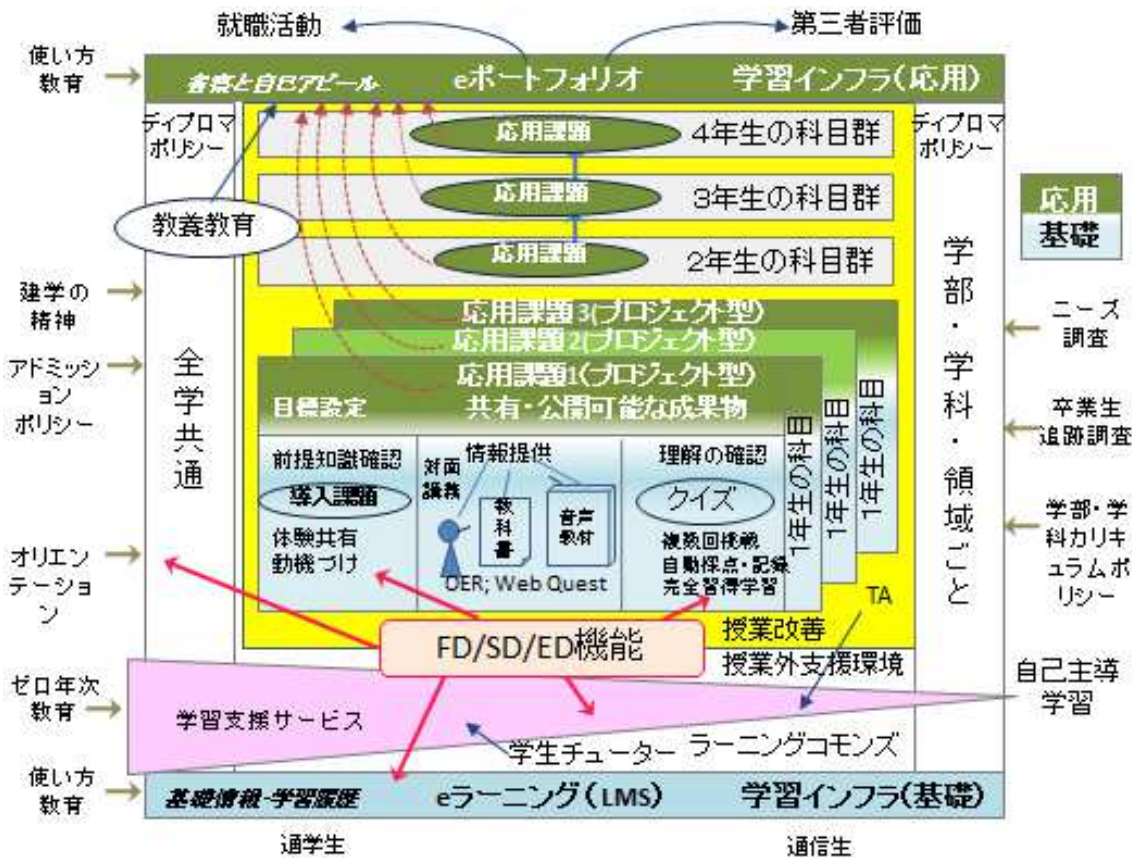 就職活動
第三者評価
使い方
教育
省察と自己アピール
eポートフォリオ
学習インフラ(応用)
ディプロマ
ポリシー
ディプロマ
ポリシー
応用課題
4年生の科目群
応用課題
3年生の科目群
応用課題
2年生の科目群
教養教育
応用
基礎
建学の
精神
アドミッシ
ョン
ポリシー
オリエン
テーショ
ン
ゼロ年次
教育
使い方
教育
全学共通
学部・学科・領域ごと
ニーズ
調査
卒業生
追跡調査
学部・学
科カリキ
ュラムポ
リシー
自己主導
学習
応用課題3(プロジェクト型)
応用課題2(プロジェクト型)
応用課題1(プロジェクト型)
目標設定
共有・公開可能な成果物
1年生の科目
1年生の科目
1年生の科目
前提知識確認
導入課題
体験共有
動機づけ
情報提供
対面
講義
教科書
音声
教材
OER; Web Quest
理解の確認
クイズ
複数回挑戦
自動採点・記録
完全習得学習
TA
FD/SD/ED機能
授業改善
授業外支援環境
学習支援サービス
学生チューター
ラーニングコモンズ
基礎情報・学習履歴
eラーニング(LMS)
学習インフラ(基礎)
通学生
通信生